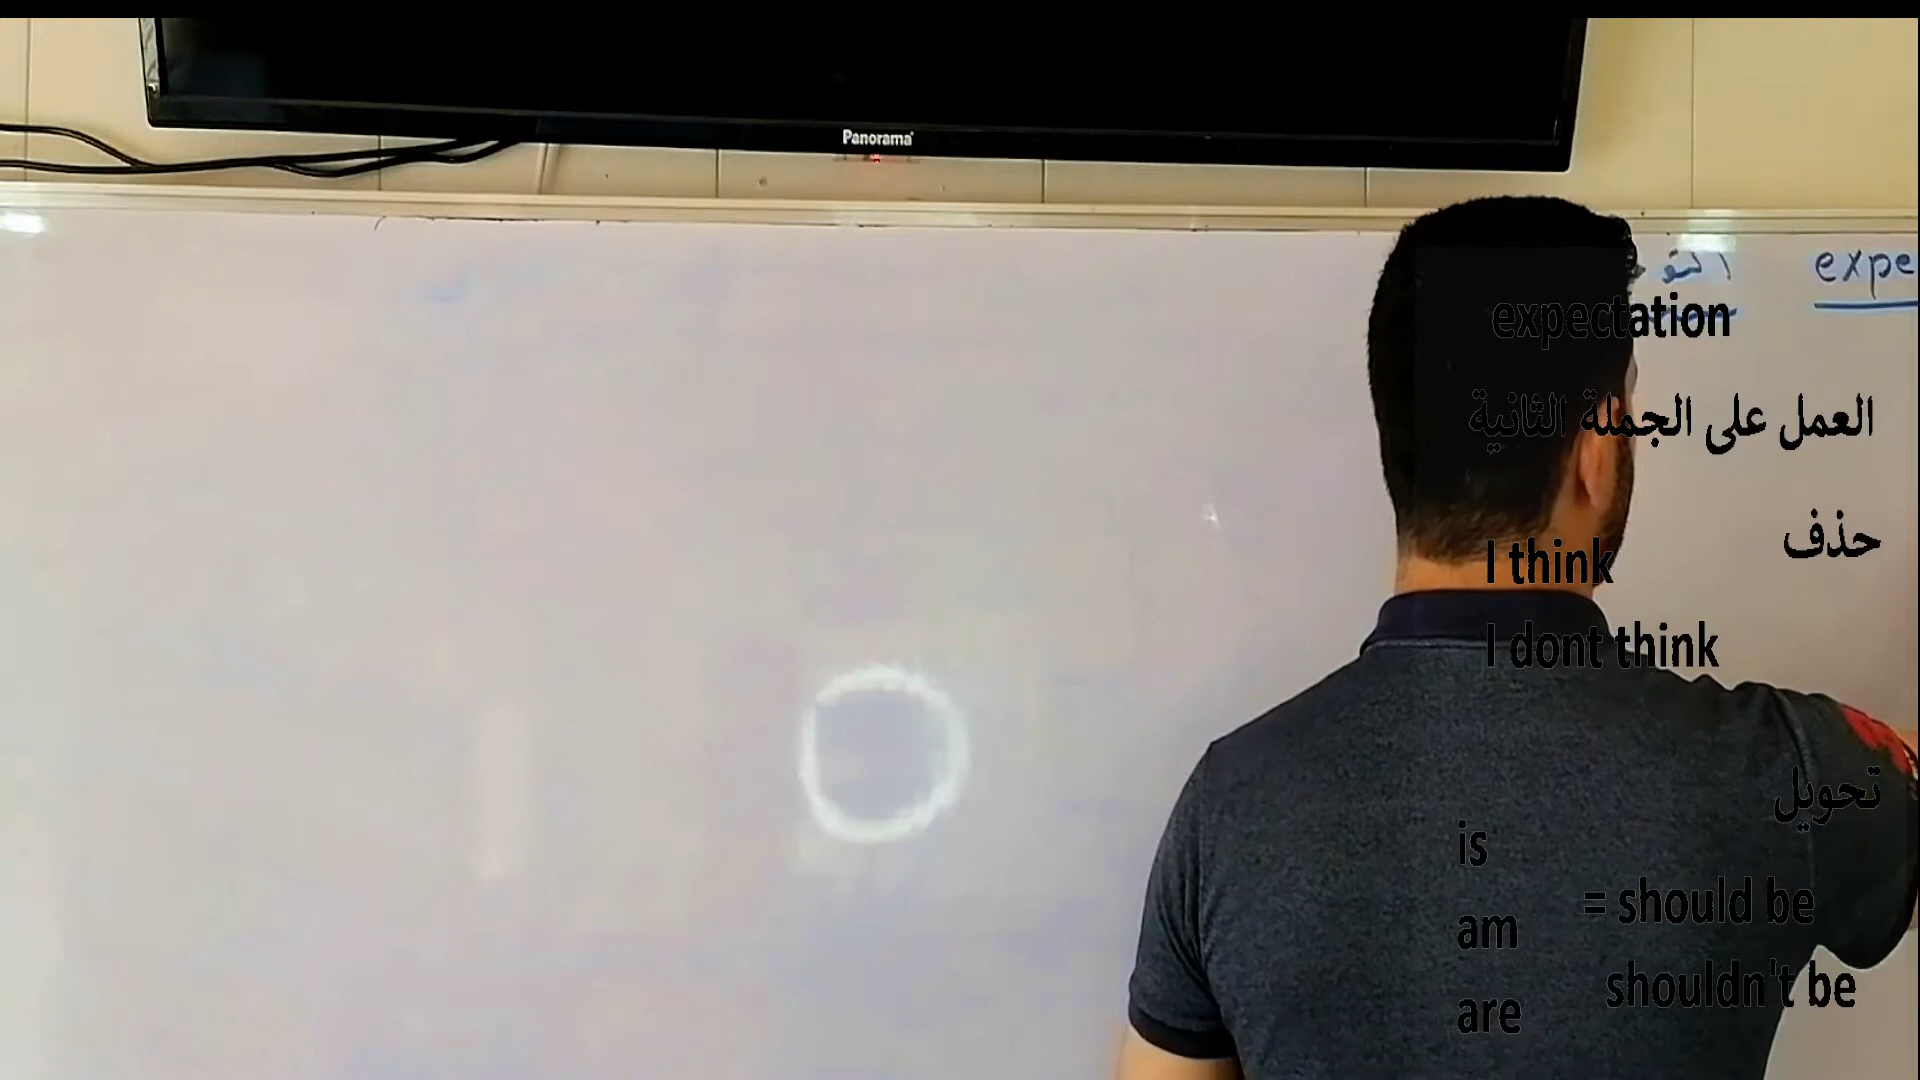 Panorama
expe
expectation
العمل على الجملة الثانية
حذف
I think
I dont think
تحويل
is
= should be
am
shouldn't be
are